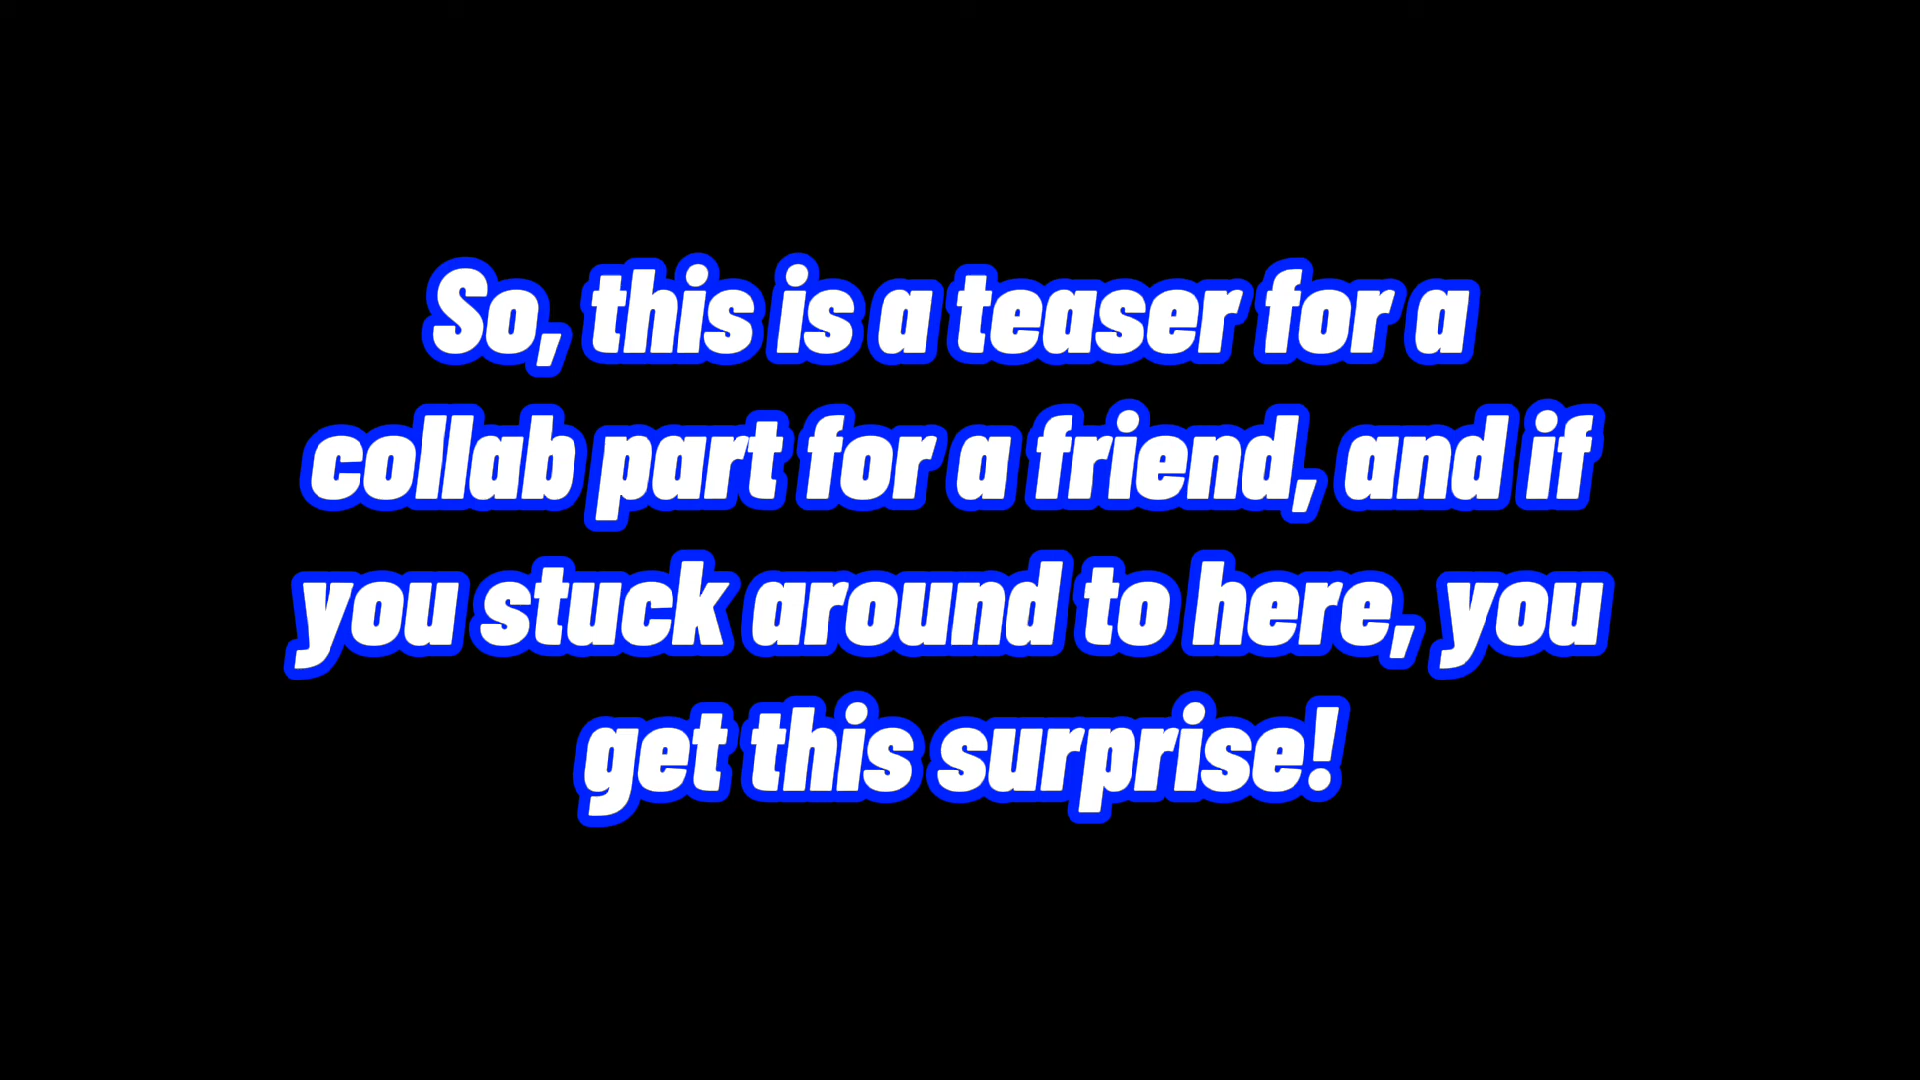 So, this is a teaser for a
collab part for a friend, and if
you stuck around to here, you
get this surprise!